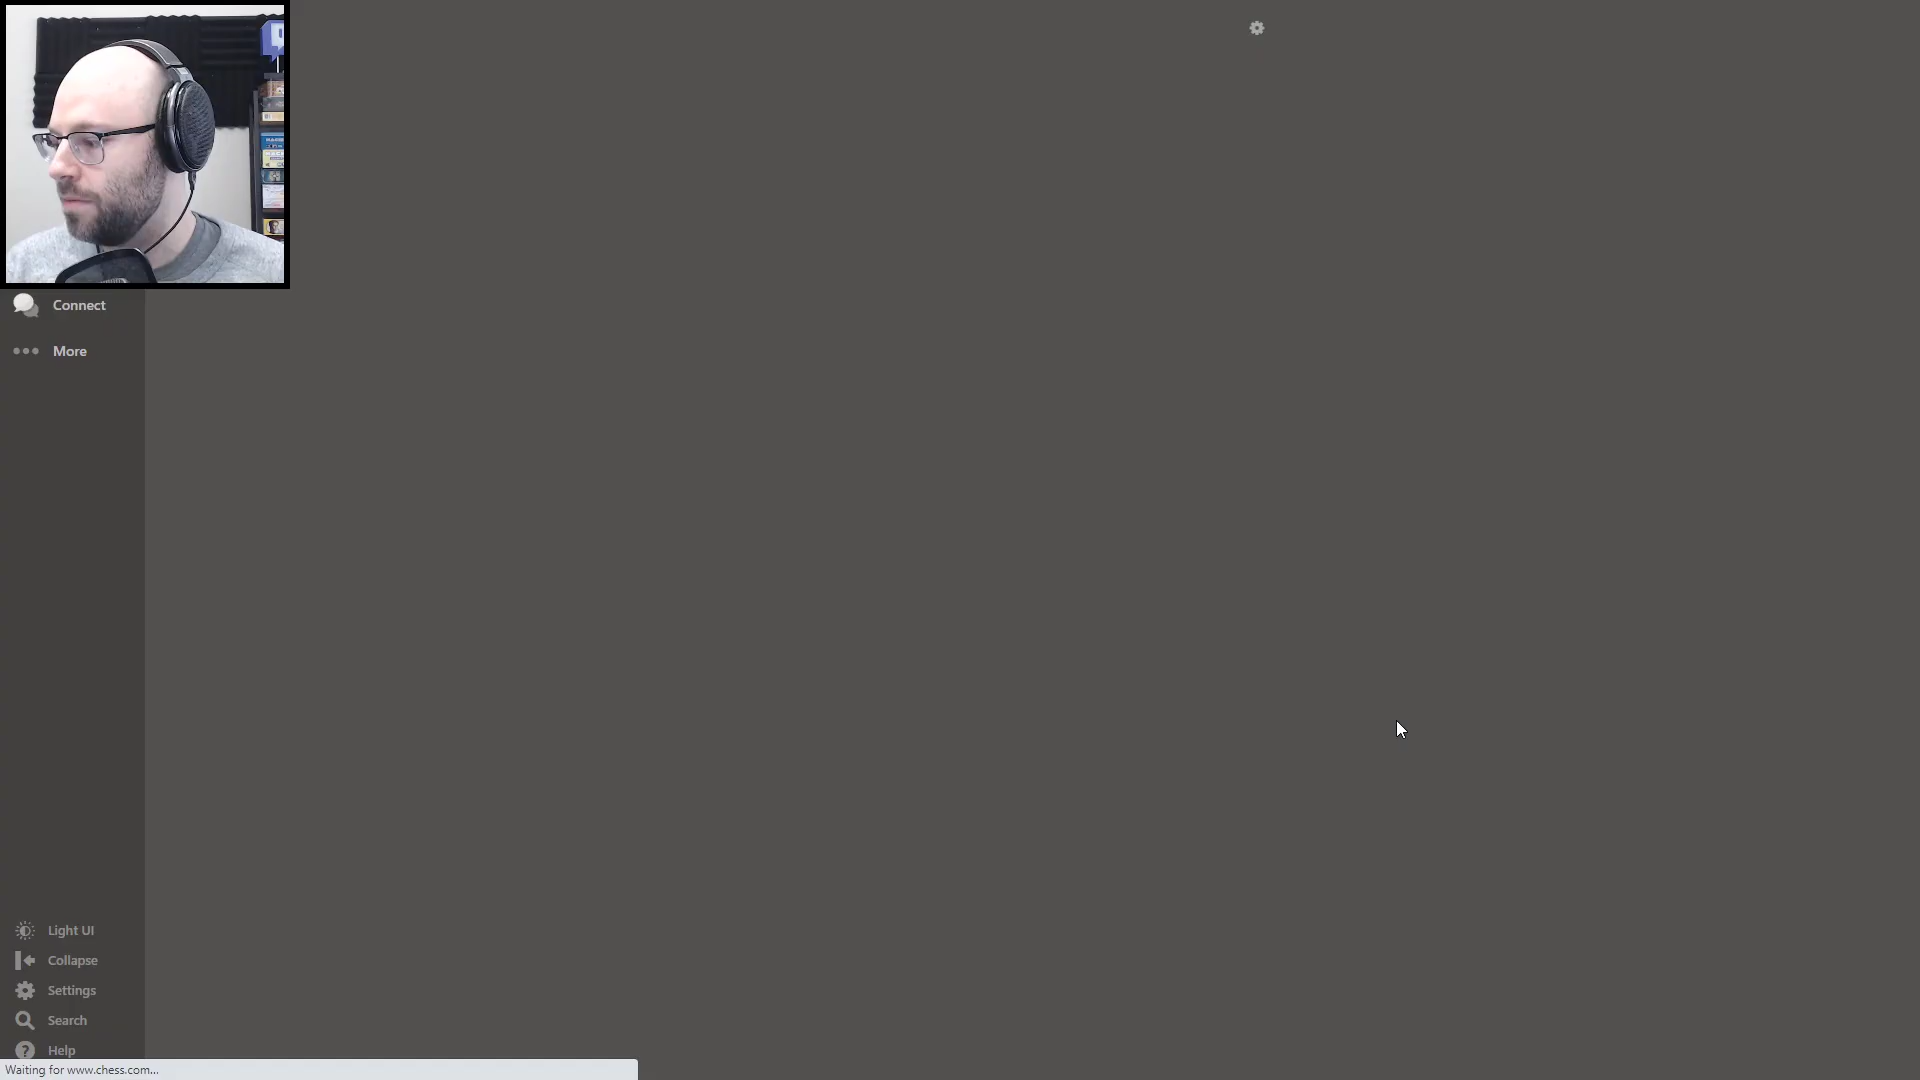 Connect
More
Light UI
Collapse
Settings
Search
Help
Waiting for www.chess.com...